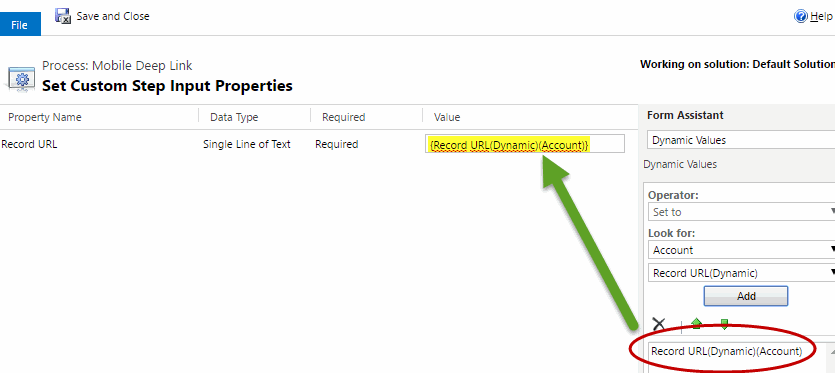 File
Save and Close
Help
Process: Mobile Deep Link
Set Custom Step Input Properties
Working on solution: Default Solution
Property Name Data Type Required Value
Record URL Single Line of Text Required {Record URL(Dynamic)(Account)}
Form Assistant
Dynamic Values
Dynamic Values
Operator:
Set to
Look for:
Account
Record URL(Dynamic)
Add
Record URL(Dynamic)(Account)